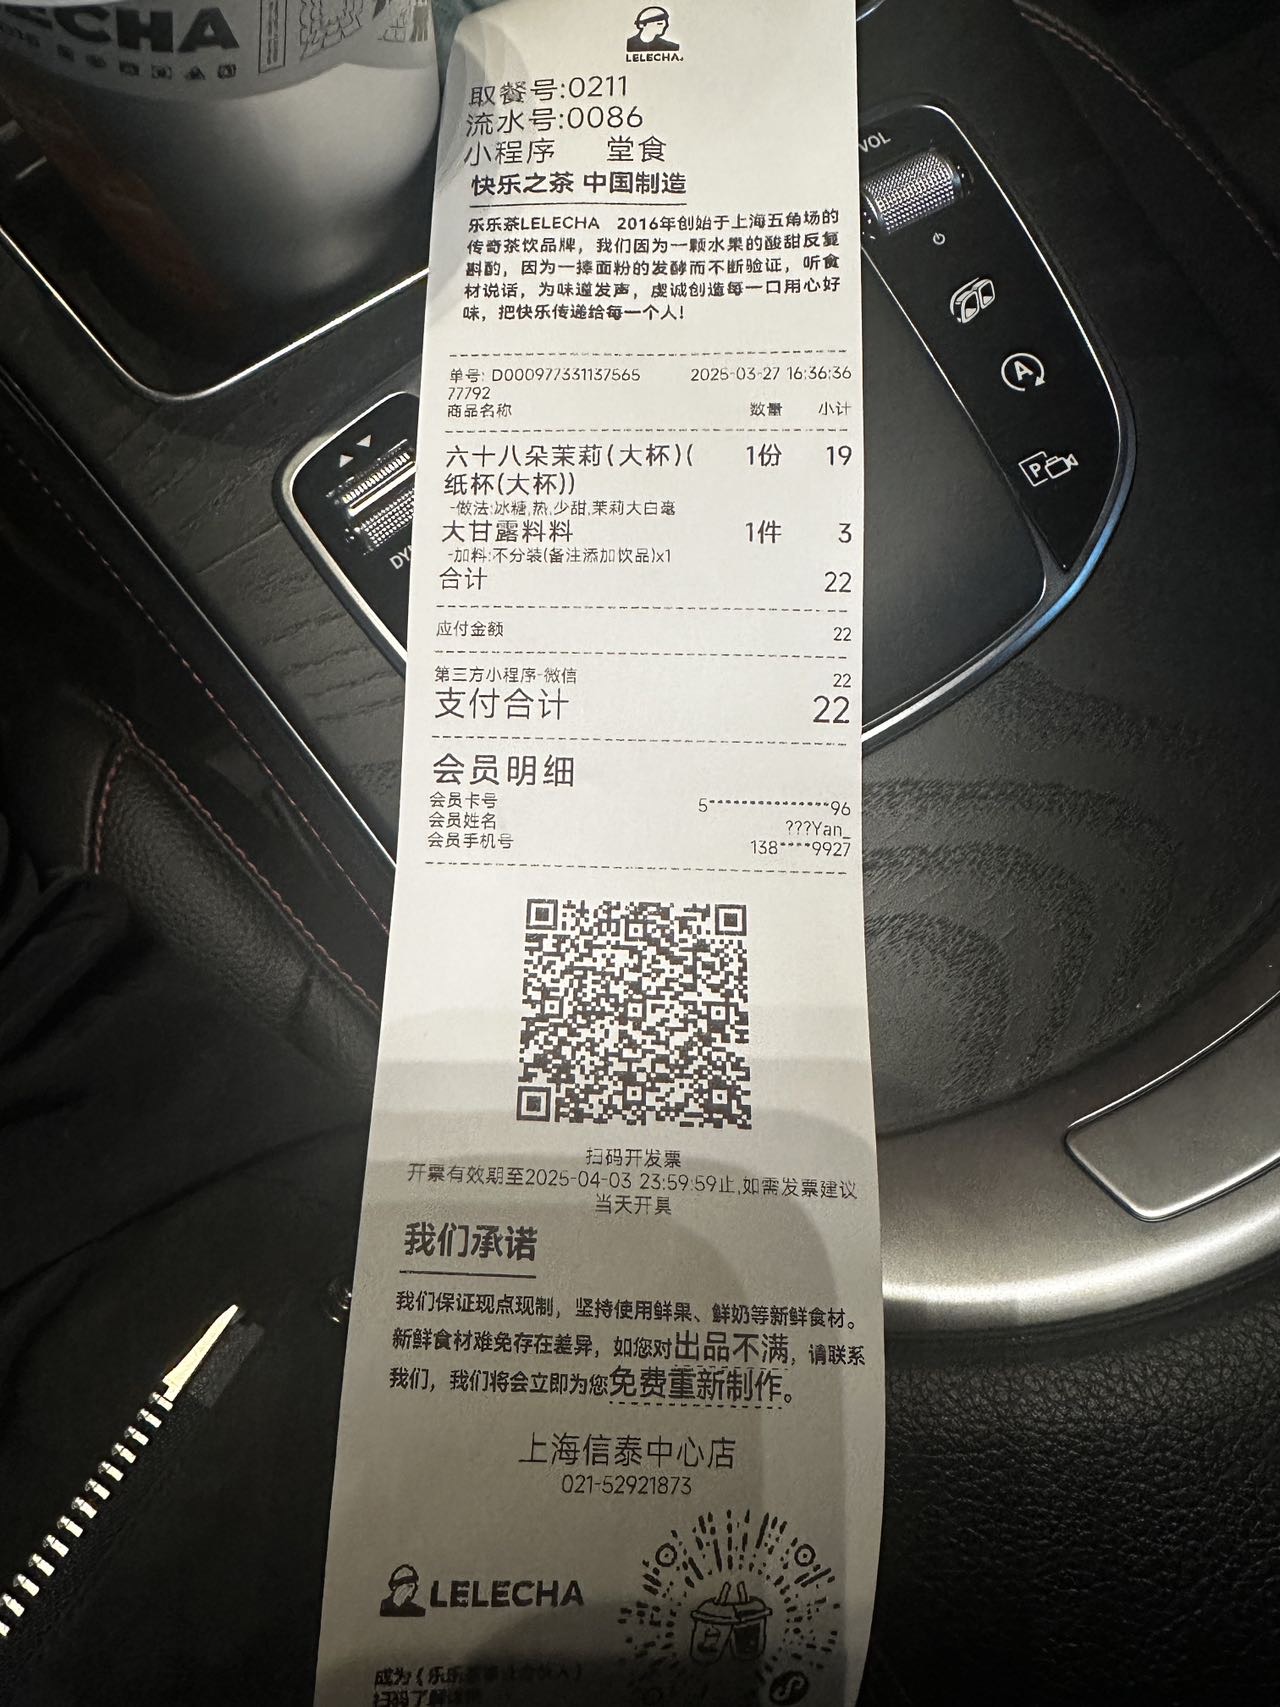 ECHA
LELECHA
取餐号:0211
流水号:0086
小程序 堂食
快乐之茶 中国制造
乐乐茶LELECHA 2016年创始于上海五角场的
传奇茶饮品牌，我们因为一颗水果的酸甜反复
斟酌，因为一捧面粉的发酵而不断验证，听食
材说话，为味道发声，虔诚创造每一口用心好
味，把快乐传递给每一个人！
单号: D000977331137565 2025-03-27 16:36:36
77792
商品名称 数量 小计
六十八朵茉莉(大杯)( 1份 19
纸杯(大杯))
-做法:冰糖,热,少甜,茉莉大白毫
大甘露料料 1件 3
-加料:不分装(备注添加饮品)x1
合计 22
应付金额 22
第三方小程序-微信 22
支付合计 22
会员明细
会员卡号 5***************96
会员姓名 ???Yan_
会员手机号 138****9927
扫码开发票
开票有效期至2025-04-03 23:59:59止,如需发票建议
当天开具
我们承诺
我们保证现点现制，坚持使用鲜果、鲜奶等新鲜食材。
新鲜食材难免存在差异，如您对出品不满，请联系
我们，我们将会立即为您免费重新制作。
上海信泰中心店
021-52921873
LELECHA
成为《乐乐
VOL
A
P
DY